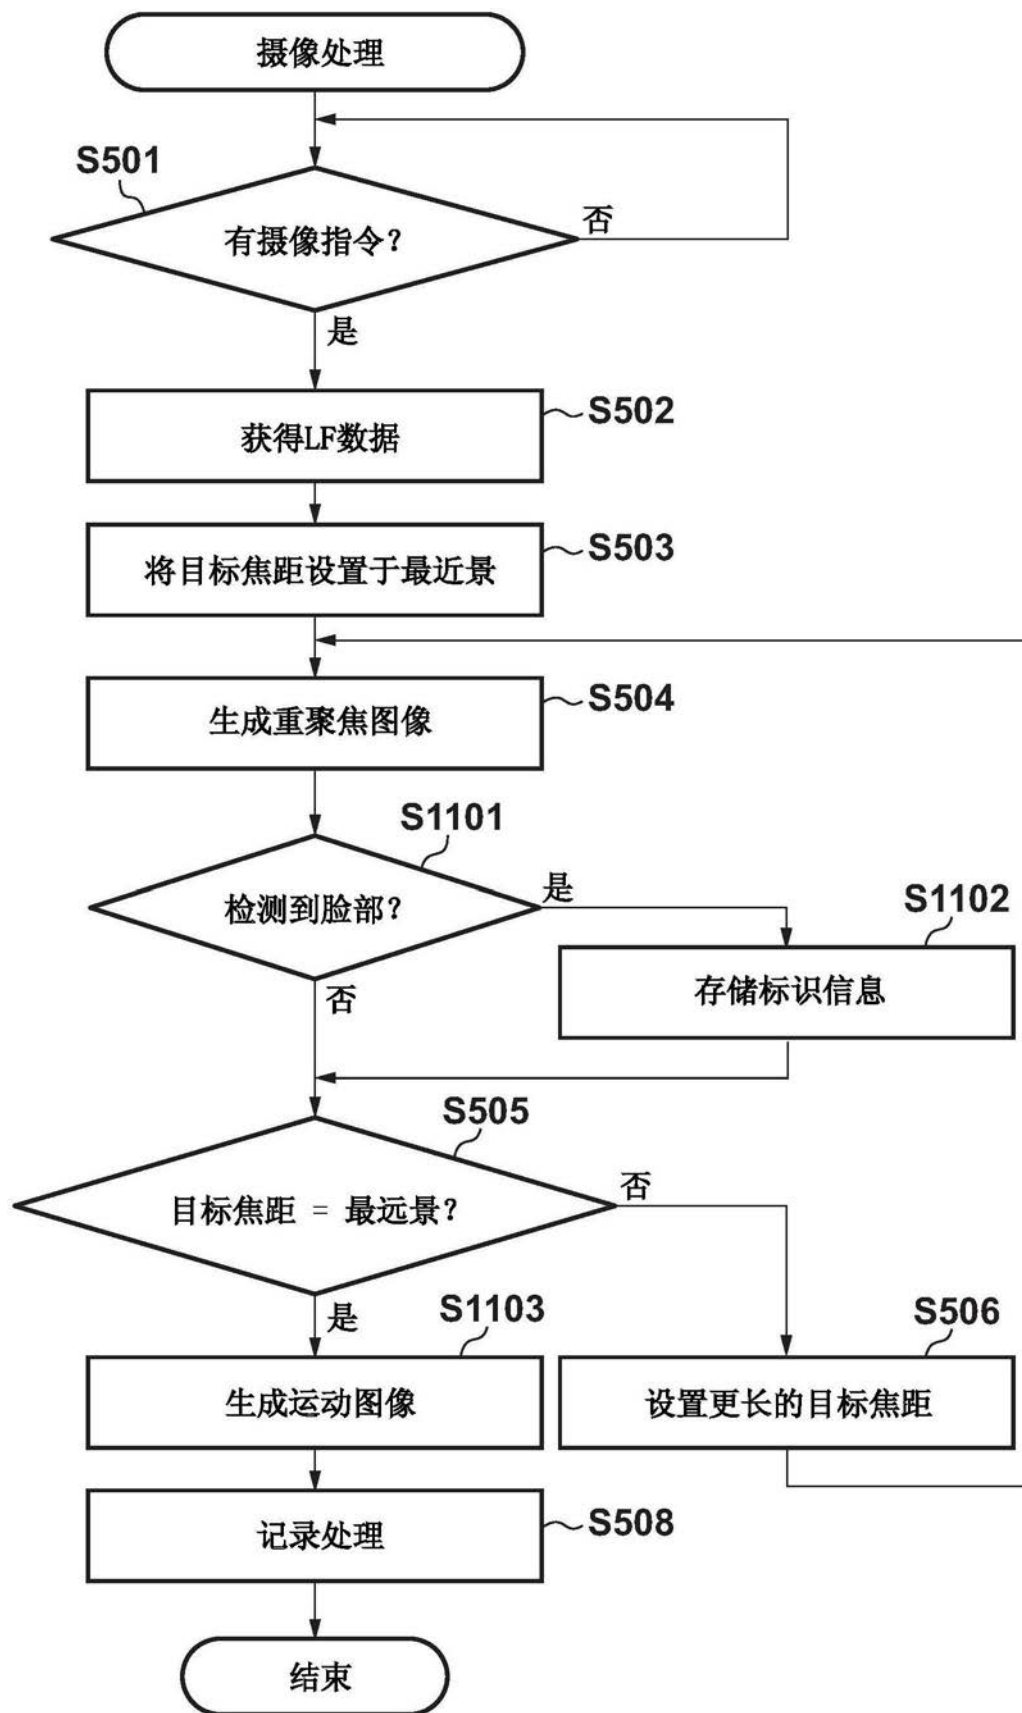 摄像处理
S501
有摄像指令?
否
是
获得LF数据
S502
将目标焦距设置于最近景
S503
生成重聚焦图像
S504
S1101
检测到脸部?
是
否
S1102
存储标识信息
S505
目标焦距 = 最远景?
否
是
S1103
生成运动图像
S506
设置更长的目标焦距
记录处理
S508
结束